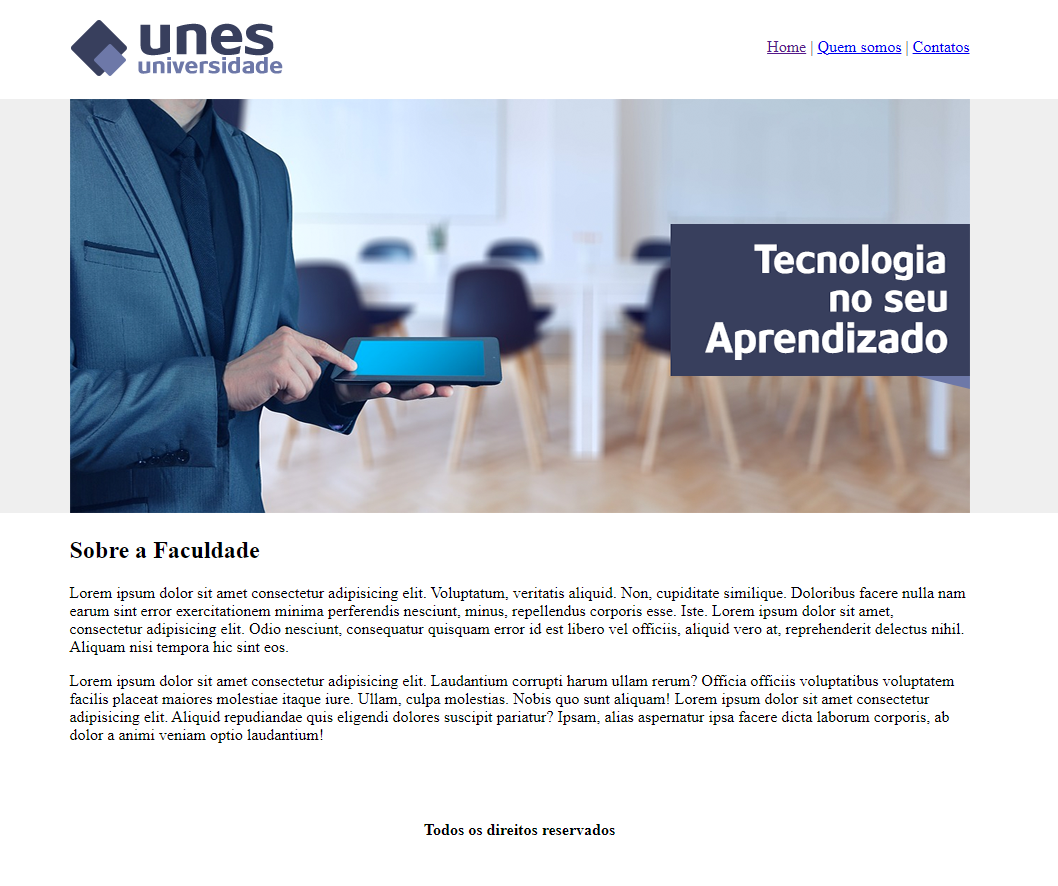 unes
universidade
Home | Quem somos | Contatos
Tecnologia
no seu
Aprendizado
Sobre a Faculdade
Lorem ipsum dolor sit amet consectetur adipisicing elit. Voluptatum, veritatis aliquid. Non, cupiditate similique. Doloribus facere nulla nam
earum sint error exercitationem minima perferendis nesciunt, minus, repellendus corporis esse. Iste. Lorem ipsum dolor sit amet,
consectetur adipisicing elit. Odio nesciunt, consequatur quisquam error id est libero vel officiis, aliquid vero at, reprehenderit delectus nihil.
Aliquam nisi tempora hic sint eos.
Lorem ipsum dolor sit amet consectetur adipisicing elit. Laudantium corrupti harum ullam rerum? Officia officiis voluptatibus voluptatem
facilis placeat maiores molestiae itaque iure. Ullam, culpa molestias. Nobis quo sunt aliquam! Lorem ipsum dolor sit amet consectetur
adipisicing elit. Aliquid repudiandae quis eligendi dolores suscipit pariatur? Ipsam, alias aspernatur ipsa facere dicta laborum corporis, ab
dolor a animi veniam optio laudantium!
Todos os direitos reservados